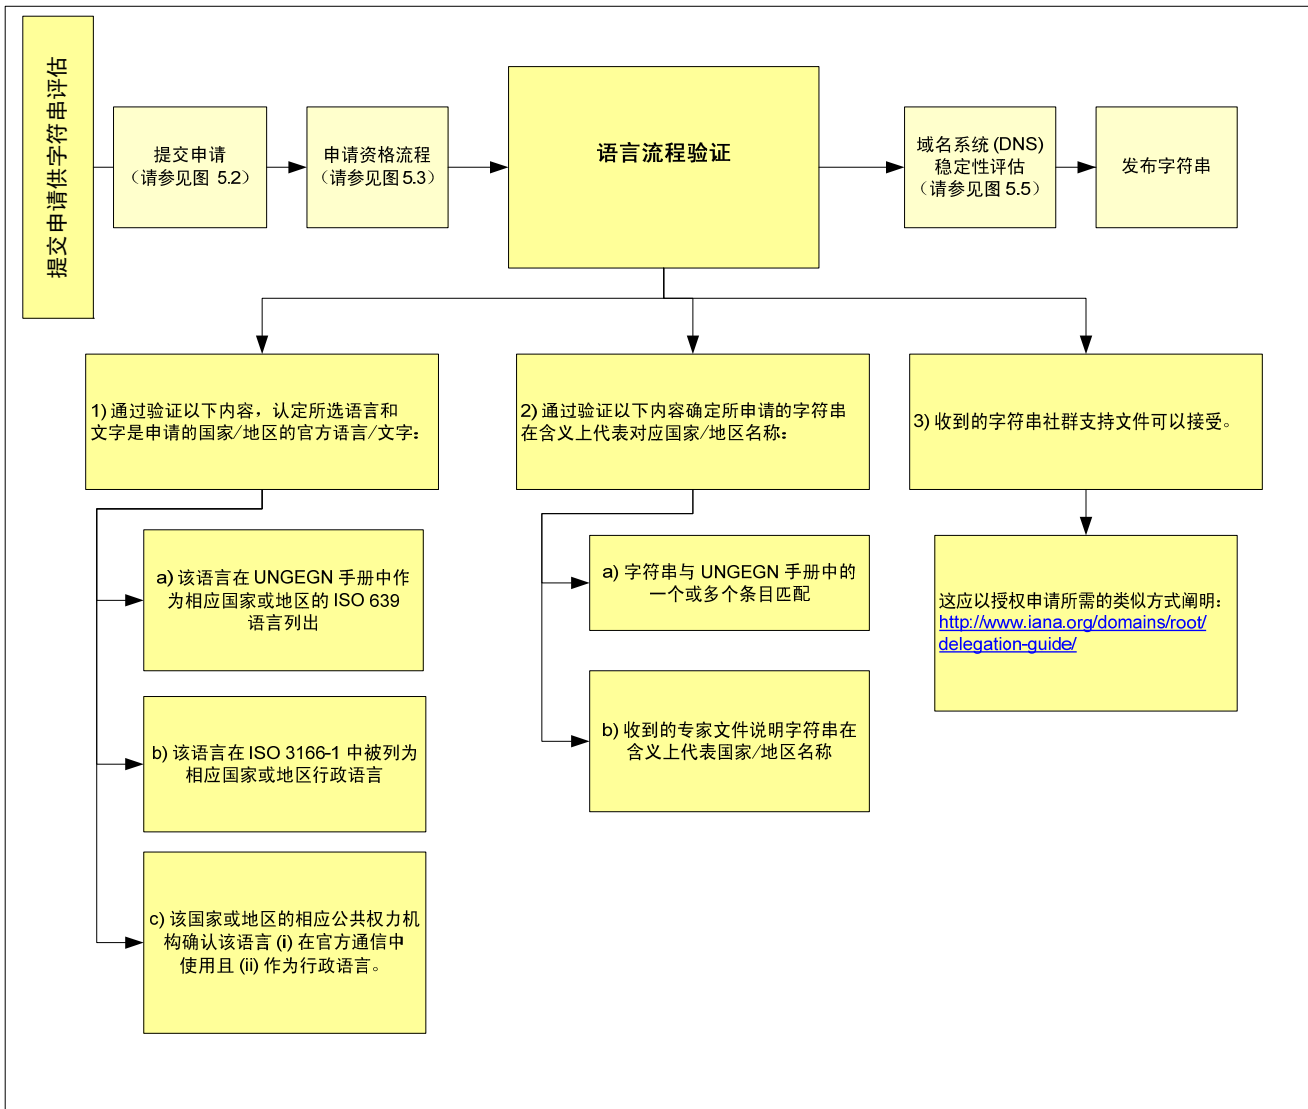 提交申请供字符串评估
提交申请
（请参见图 5.2）
申请资格流程
（请参见图 5.3）
语言流程验证
域名系统 (DNS)
稳定性评估
（请参见图 5.5）
发布字符串
1) 通过验证以下内容，认定所选语言和
文字是申请的国家/地区的官方语言/文字：
2) 通过验证以下内容确定所申请的字符串
在含义上代表对应国家/地区名称：
3) 收到的字符串社群支持文件可以接受。
a) 该语言在 UNGEGN 手册中作
为相应国家或地区的 ISO 639
语言列出
b) 该语言在 ISO 3166-1 中被列为
相应国家或地区行政语言
c) 该国家或地区的相应公共权力机
构确认该语言 (i) 在官方通信中
使用且 (ii) 作为行政语言。
a) 字符串与 UNGEGN 手册中的
一个或多个条目匹配
b) 收到的专家文件说明字符串在
含义上代表国家/地区名称
这应以授权申请所需的类似方式阐明：
http://www.iana.org/domains/root/
delegation-guide/